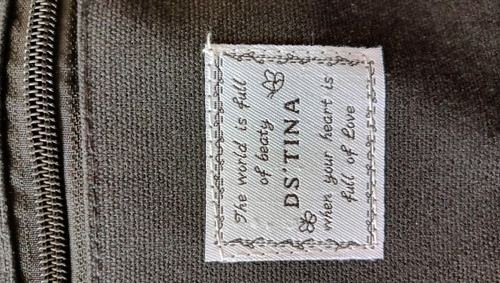 The world is full
of beaty
DS'TINA
when your heart is
full of Love